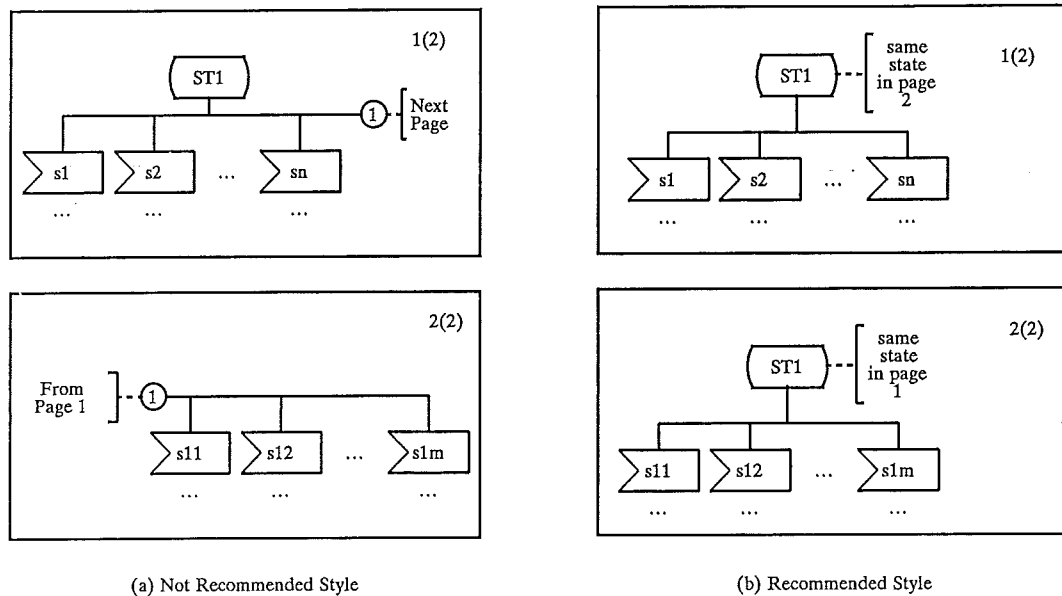 1(2)
ST1
1
Next
Page
s1
s2
...
sn
...
...
...
2(2)
From
Page 1
1
s11
s12
...
s1m
...
...
...
(a) Not Recommended Style
1(2)
ST1
same
state
in page
2
s1
s2
...
sn
...
...
...
2(2)
ST1
same
state
in page
1
s11
s12
...
s1m
...
...
...
(b) Recommended Style